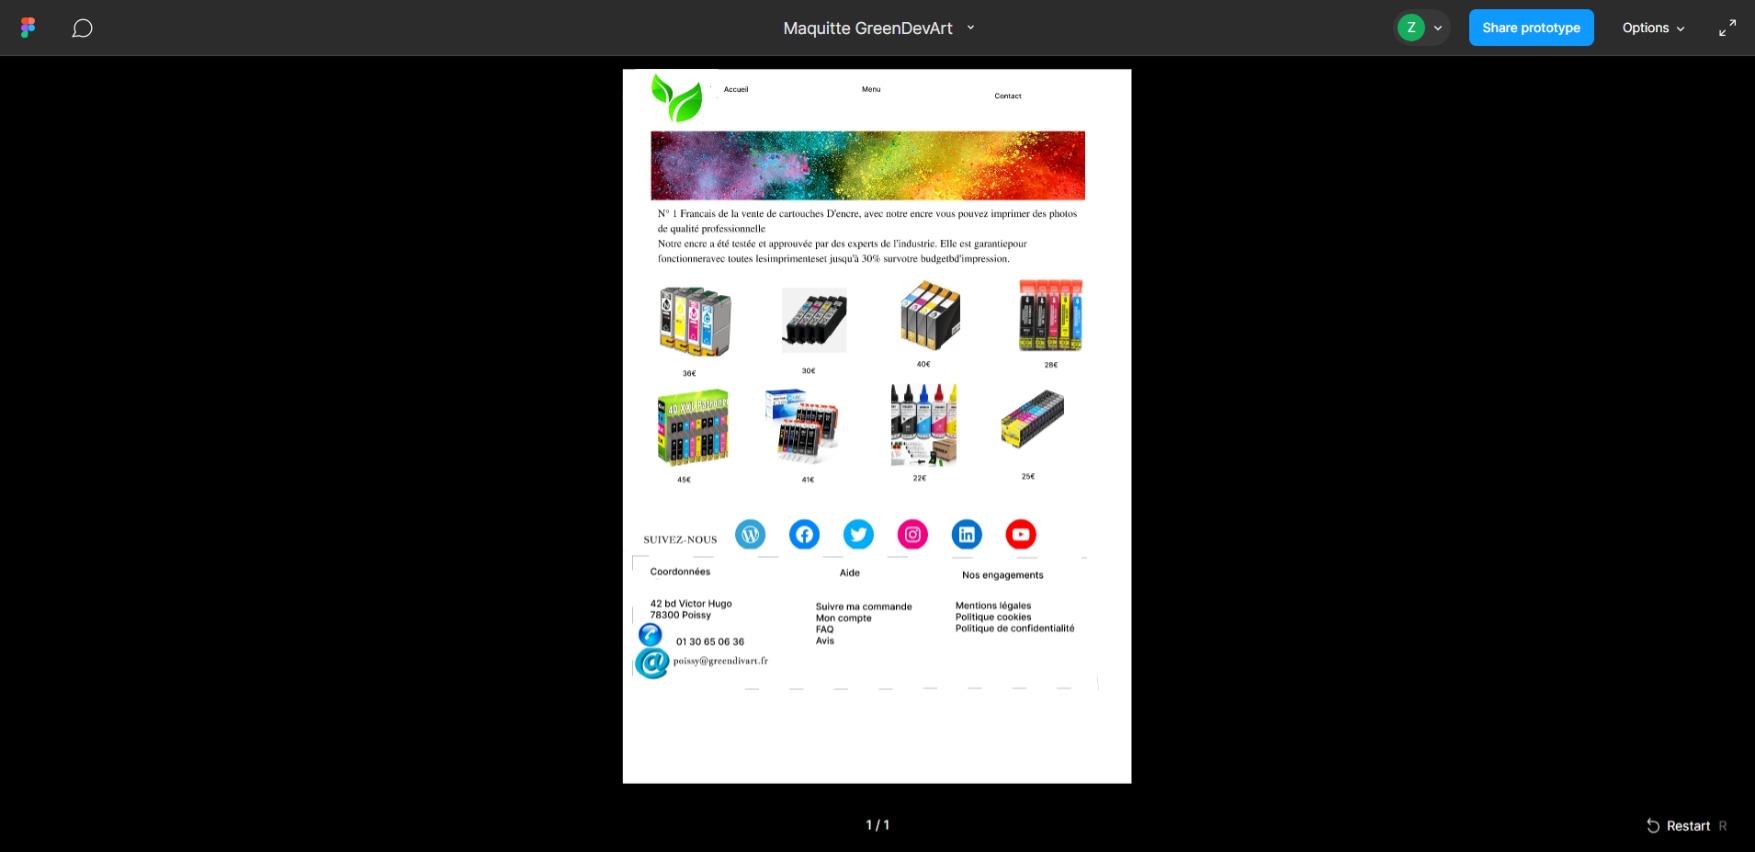 Maquitte GreenDevArt
Z
Share prototype
Options
Accueil
Menu
Contact
N° 1 Francais de la vente de cartouches D'encre, avec notre encre vous pouvez imprimer des photos
de qualité professionnelle
Notre encre a été testée et approuvée par des experts de l'industrie. Elle est garantiepour
fonctionneravec toutes lesimprimenteset jusqu'à 30% survotre budgetbd'impression.
36€
30€
40€
28€
40 XXL
45€
41€
22€
25€
SUIVEZ-NOUS
Coordonnées
Aide
Nos engagements
42 bd Victor Hugo
78300 Poissy
01 30 65 06 36
poissy@greendivart.fr
Suivre ma commande
Mon compte
FAQ
Avis
Mentions légales
Politique cookies
Politique de confidentialité
1 / 1
Restart R